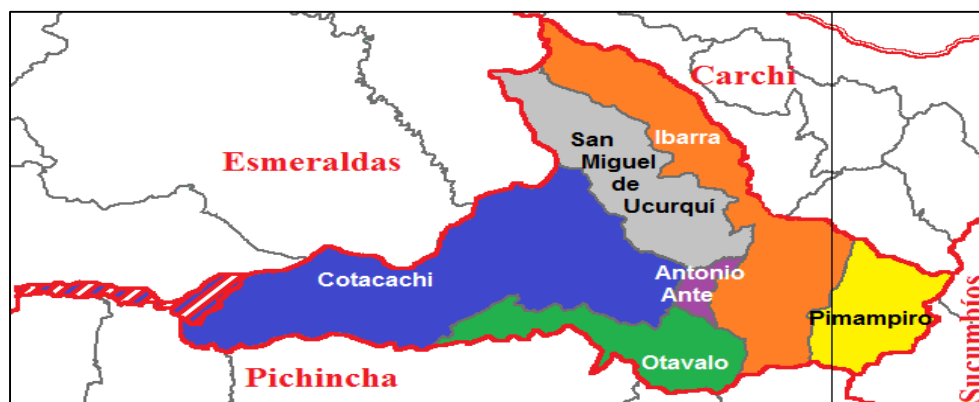 Carchi
Ibarra
San
Miguel
de
Ucurquí
Esmeraldas
Cotacachi
Antonio
Ante
Pimampiro
Otavalo
Pichincha
Sucumbíos